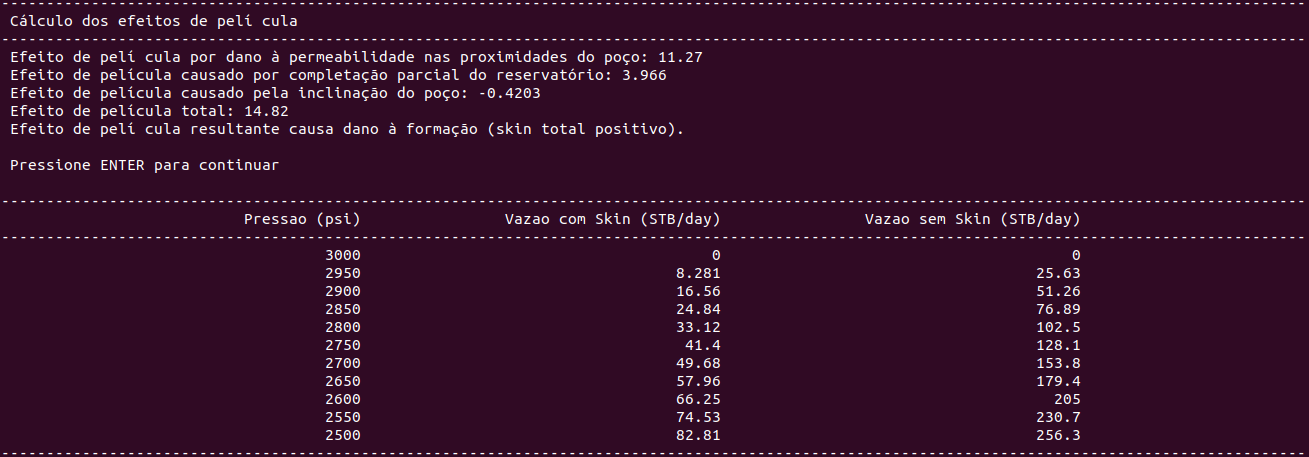 --------------------------------------------------------------------------------
Cálculo dos efeitos de pelí cula
--------------------------------------------------------------------------------
Efeito de pelí cula por dano à permeabilidade nas proximidades do poço: 11.27
Efeito de película causado por completação parcial do reservatório: 3.966
Efeito de película causado pela inclinação do poço: -0.4203
Efeito de película total: 14.82
Efeito de pelí cula resultante causa dano à formação (skin total positivo).
Pressione ENTER para continuar
--------------------------------------------------------------------------------
Pressao (psi) Vazao com Skin (STB/day) Vazao sem Skin (STB/day)
--------------------------------------------------------------------------------
3000 0 0
2950 8.281 25.63
2900 16.56 51.26
2850 24.84 76.89
2800 33.12 102.5
2750 41.4 128.1
2700 49.68 153.8
2650 57.96 179.4
2600 66.25 205
2550 74.53 230.7
2500 82.81 256.3
--------------------------------------------------------------------------------